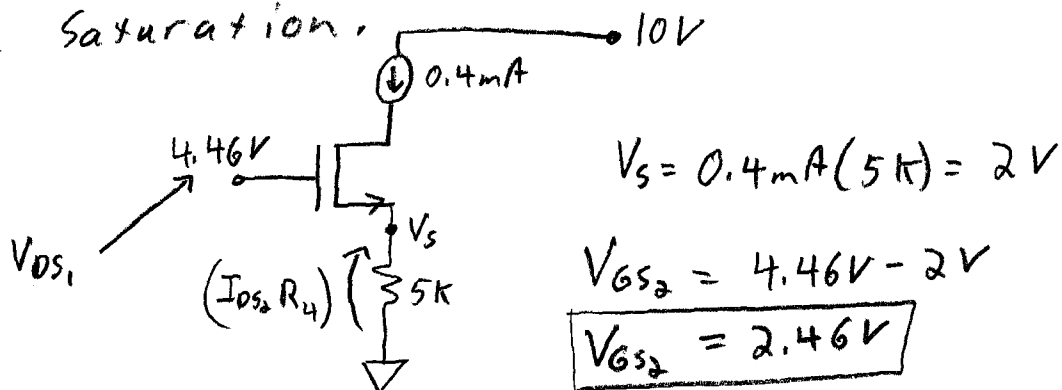 Saturation.
10V
0.4mA
4.46V
V_S = 0.4mA(5K) = 2V
V_S
V_DS₁
V_GS₂ = 4.46V - 2V
(I_DS₂ R₄)
5K
V_GS₂ = 2.46V